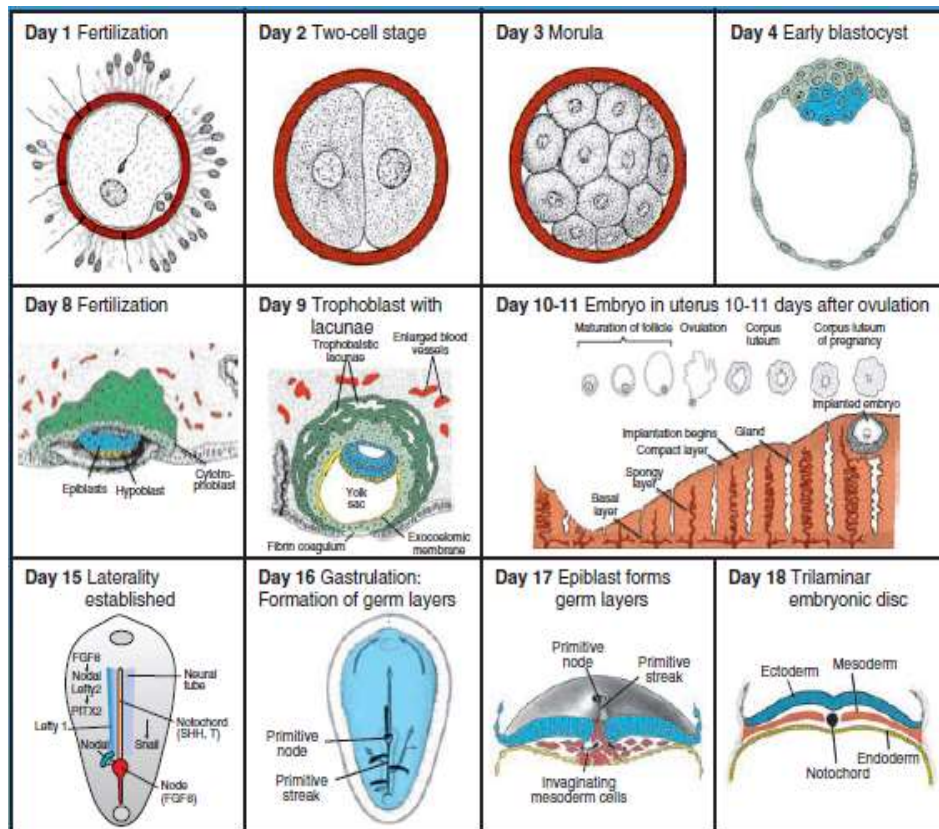 Day 1 Fertilization
Day 2 Two-cell stage
Day 3 Morula
Day 4 Early blastocyst
Day 8 Fertilization
Epiblasts
Hypoblast
Cytotro-
phoblast
Day 9 Trophoblast with
lacunae
Trophobalstic
lacunae
Enlarged blood
vessels
Yolk
sac
Fibrin coagulum
Exocoelomic
membrane
Day 10-11 Embryo in uterus 10-11 days after ovulation
Maturation of follicle
Ovulation
Corpus
luteum
Corpus luteum
of pregnancy
Implanted embryo
Implantation begins
Gland
Compact layer
Spongy
layer
Basal
layer
Day 15 Laterality
established
FGF8
Nodal
Lefty2
PITX2
Lefty 1
Nodal
Snail
Neural
tube
Notochord
(SHH, T)
Node
(FGF8)
Day 16 Gastrulation:
Formation of germ layers
Primitive
node
Primitive
streak
Day 17 Epiblast forms
germ layers
Primitive
node
Primitive
streak
Invaginating
mesoderm cells
Day 18 Trilaminar
embryonic disc
Ectoderm
Mesoderm
Endoderm
Notochord